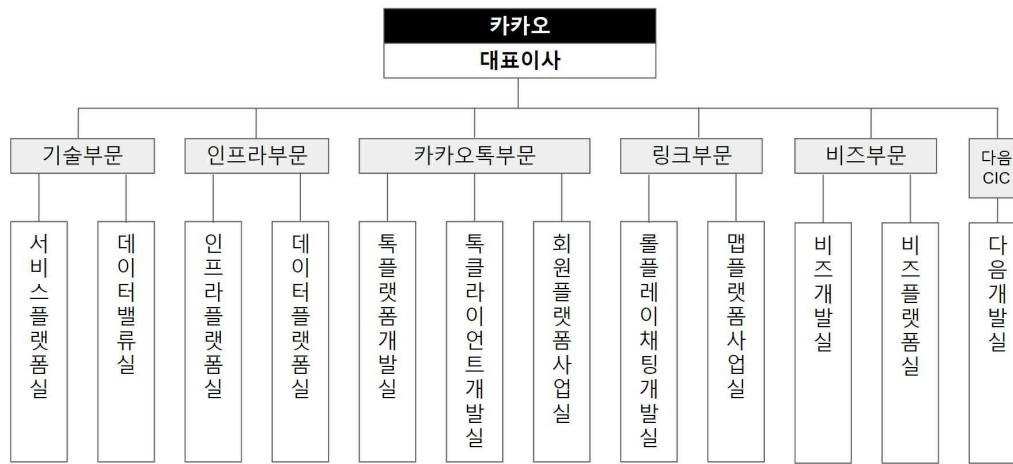 카카오
대표이사
기술부문
인프라부문
카카오톡부문
링크부문
비즈부문
다음
CIC
서비스플랫폼실
데이터밸류실
인프라플랫폼실
데이터플랫폼실
톡플랫폼개발실
톡클라이언트개발실
회원플랫폼사업실
롤플레이채팅개발실
맵플랫폼사업실
비즈개발실
비즈플랫폼실
다음개발실